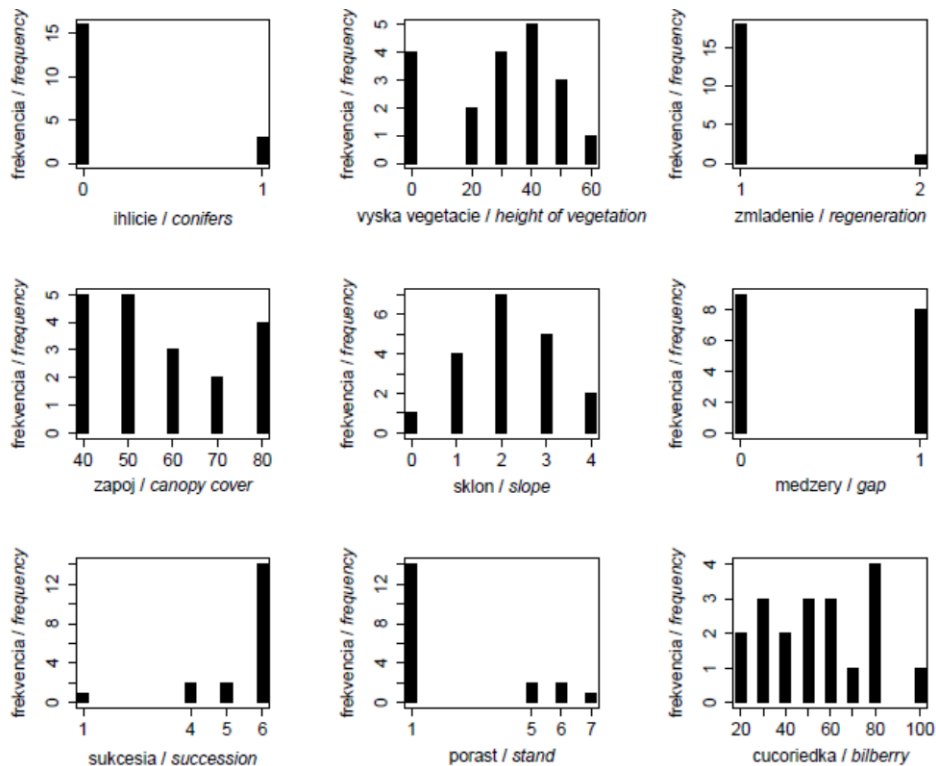 frekvencia / frequency
15
10
5
0
0 1
ihlicie / conifers
frekvencia / frequency
5
4
3
2
1
0
0 20 40 60
vyska vegetacie / height of vegetation
frekvencia / frequency
15
10
5
0
1 2
zmladenie / regeneration
frekvencia / frequency
5
4
3
2
1
0
40 50 60 70 80
zapoj / canopy cover
frekvencia / frequency
6
4
2
0
0 1 2 3 4
sklon / slope
frekvencia / frequency
8
6
4
2
0
0 1
medzery / gap
frekvencia / frequency
12
8
4
0
1 4 5 6
sukcesia / succession
frekvencia / frequency
12
8
4
0
1 5 6 7
porast / stand
frekvencia / frequency
4
3
2
1
0
20 40 60 80 100
cucoriedka / bilberry